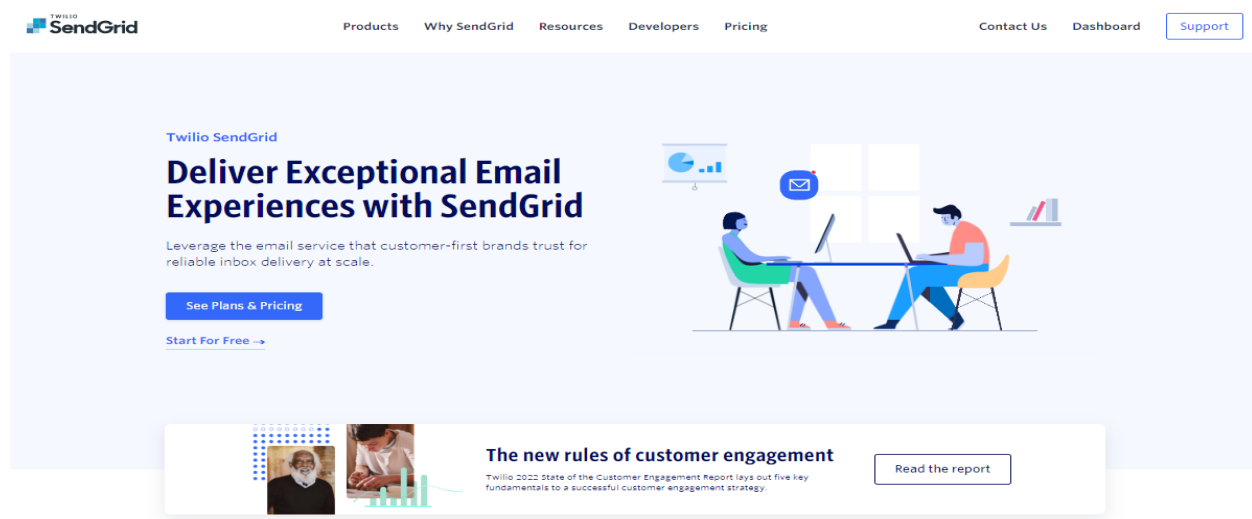 TWILIO
SendGrid
Products
Why SendGrid
Resources
Developers
Pricing
Contact Us
Dashboard
Support
Twilio SendGrid
Deliver Exceptional Email
Experiences with SendGrid
Leverage the email service that customer-first brands trust for
reliable inbox delivery at scale.
See Plans & Pricing
Start For Free →
The new rules of customer engagement
Twilio 2022 State of the Customer Engagement Report lays out five key
fundamentals to a successful customer engagement strategy.
Read the report